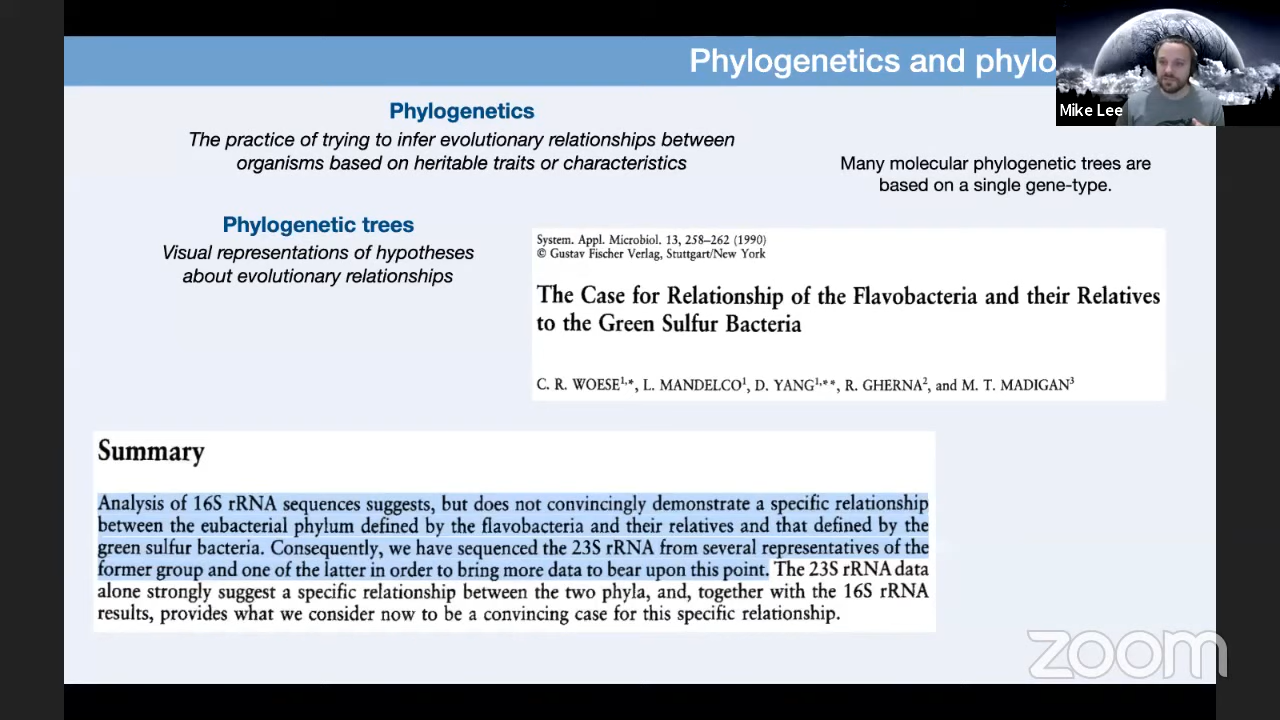 Phylogenetics and phylo
Mike Lee
Phylogenetics
The practice of trying to infer evolutionary relationships between
organisms based on heritable traits or characteristics
Many molecular phylogenetic trees are
based on a single gene-type.
Phylogenetic trees
Visual representations of hypotheses
about evolutionary relationships
System. Appl. Microbiol. 13, 258–262 (1990)
© Gustav Fischer Verlag, Stuttgart/New York
The Case for Relationship of the Flavobacteria and their Relatives
to the Green Sulfur Bacteria
C. R. WOESE1,*, L. MANDELCO1, D. YANG1,**, R. GHERNA2, and M. T. MADIGAN3
Summary
Analysis of 16S rRNA sequences suggests, but does not convincingly demonstrate a specific relationship
between the eubacterial phylum defined by the flavobacteria and their relatives and that defined by the
green sulfur bacteria. Consequently, we have sequenced the 23S rRNA from several representatives of the
former group and one of the latter in order to bring more data to bear upon this point. The 23S rRNA data
alone strongly suggest a specific relationship between the two phyla, and, together with the 16S rRNA
results, provides what we consider now to be a convincing case for this specific relationship.
zoom